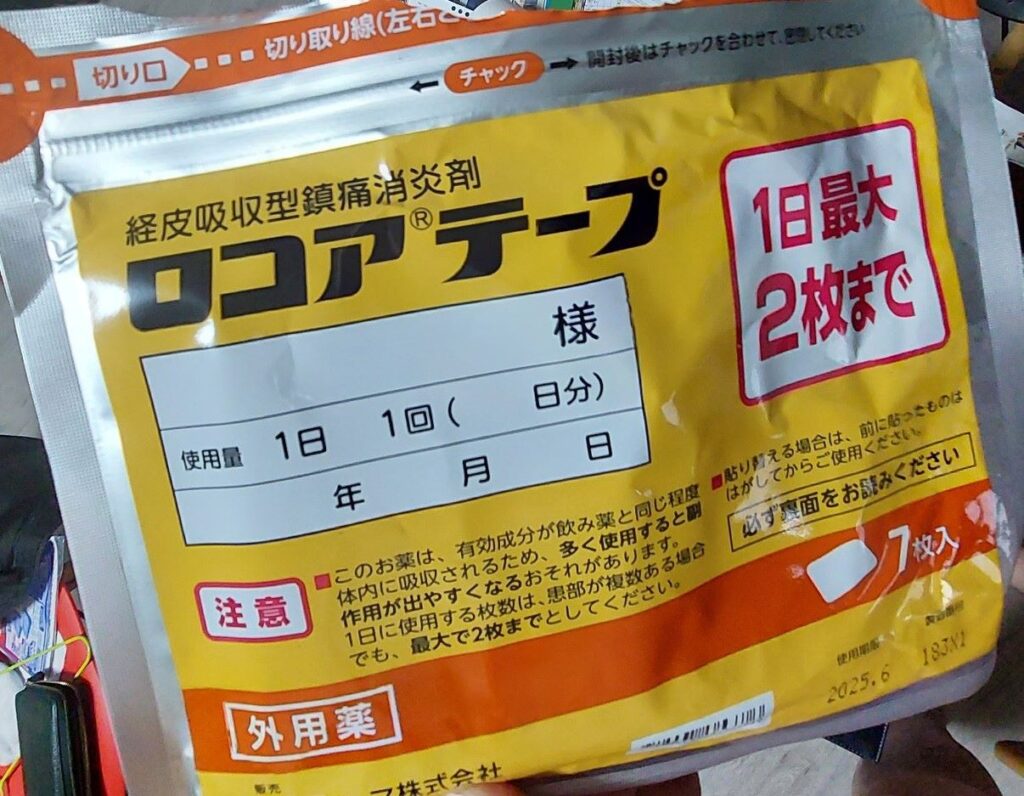 切り口
切り取り線(左右と
チャック
開封後はチャックを合わせて、密閉してください
経皮吸収型鎮痛消炎剤
ロコア®テープ
1日最大
2枚まで
様
使用量 1日 1回( 日分)
年 月 日
注意
■このお薬は、有効成分が飲み薬と同じ程度
体内に吸収されるため、多く使用すると副
作用が出やすくなるおそれがあります。
1日に使用する枚数は、患部が複数ある場合
でも、最大で2枚までとしてください。
■貼り替える場合は、前に貼ったものは
はがしてからご使用ください。
必ず裏面をお読みください
7枚入
外用薬
使用期限
2025.6
183N1
販売
株式会社